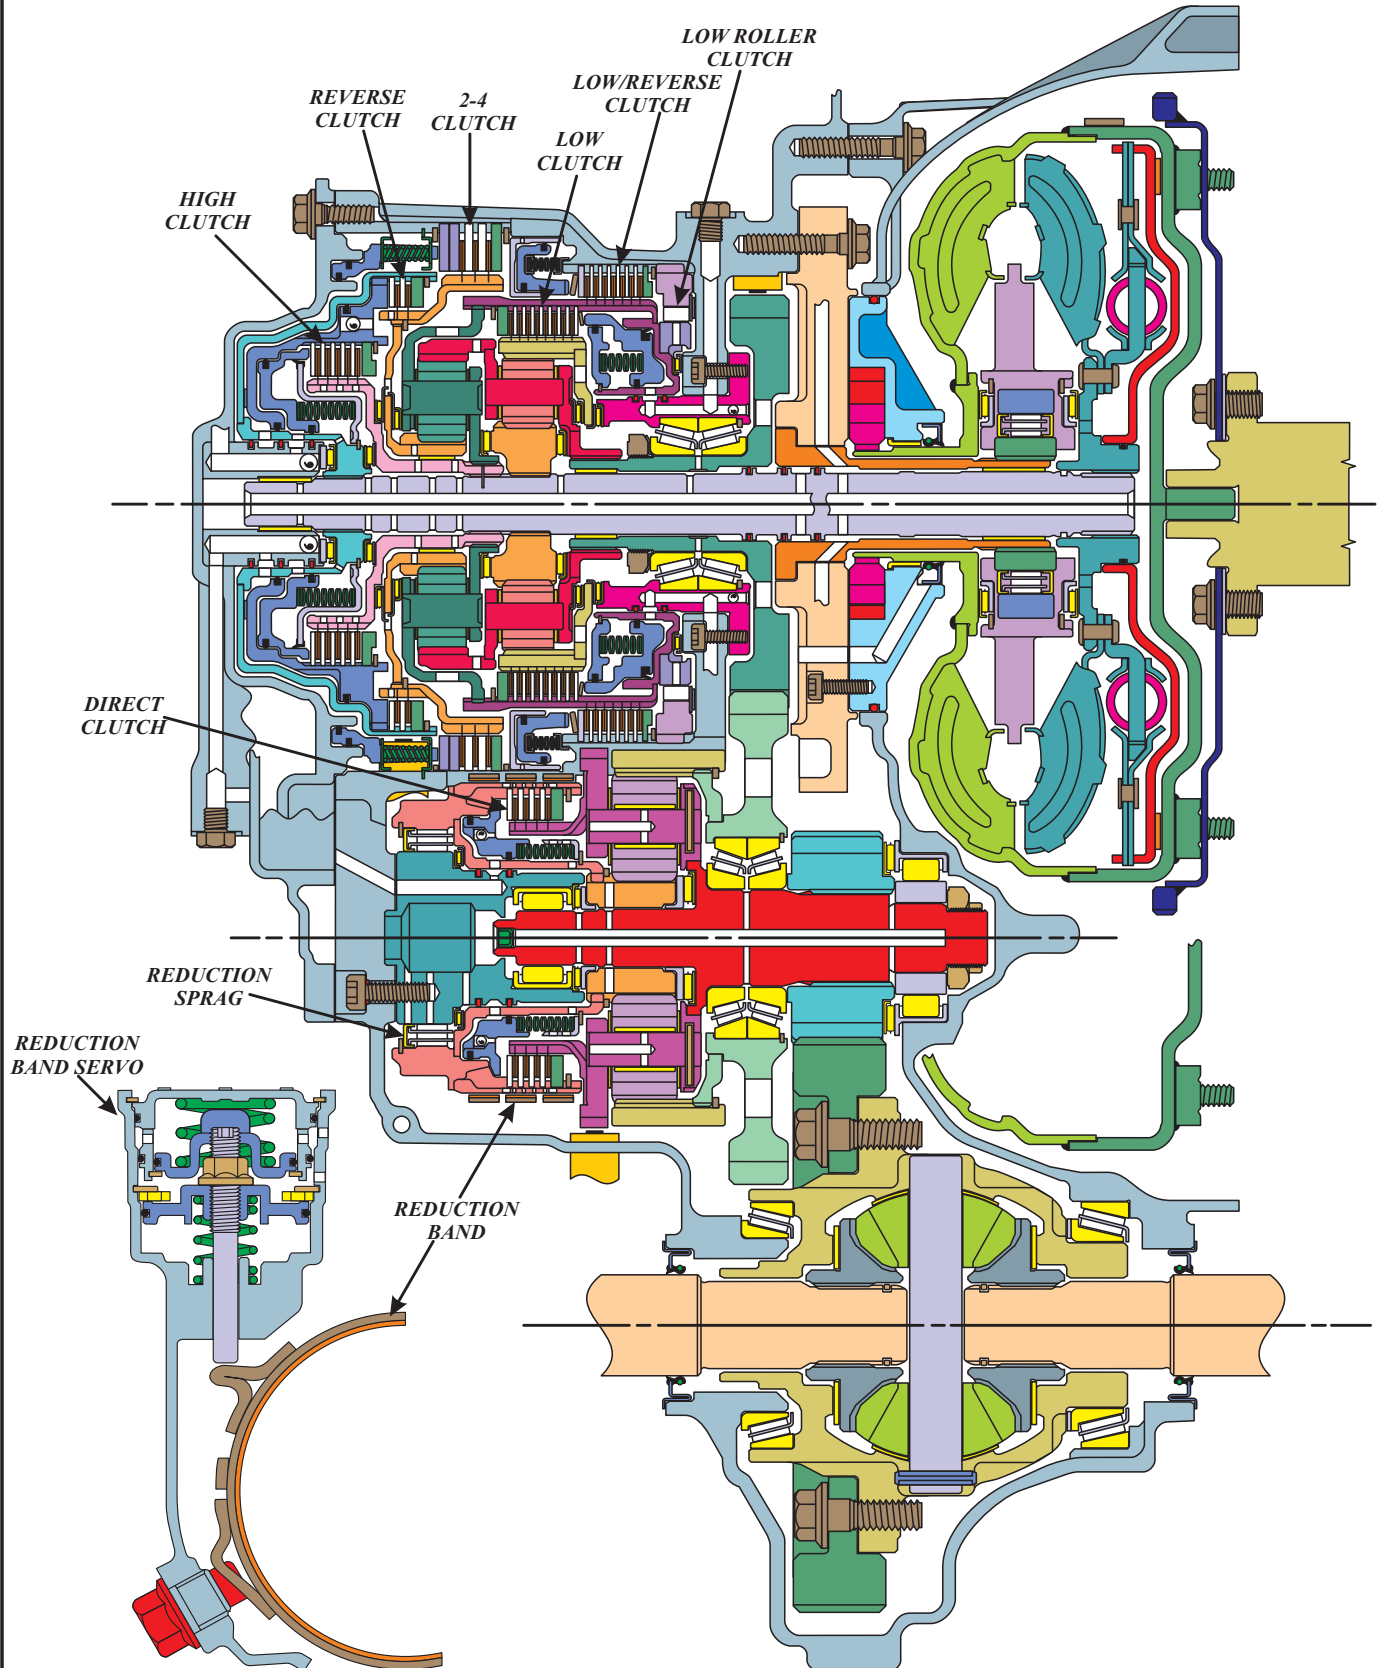 LOW ROLLER
CLUTCH
LOW/REVERSE
CLUTCH
REVERSE
CLUTCH
2-4
CLUTCH
LOW
CLUTCH
HIGH
CLUTCH
DIRECT
CLUTCH
REDUCTION
SPRAG
REDUCTION
BAND SERVO
REDUCTION
BAND